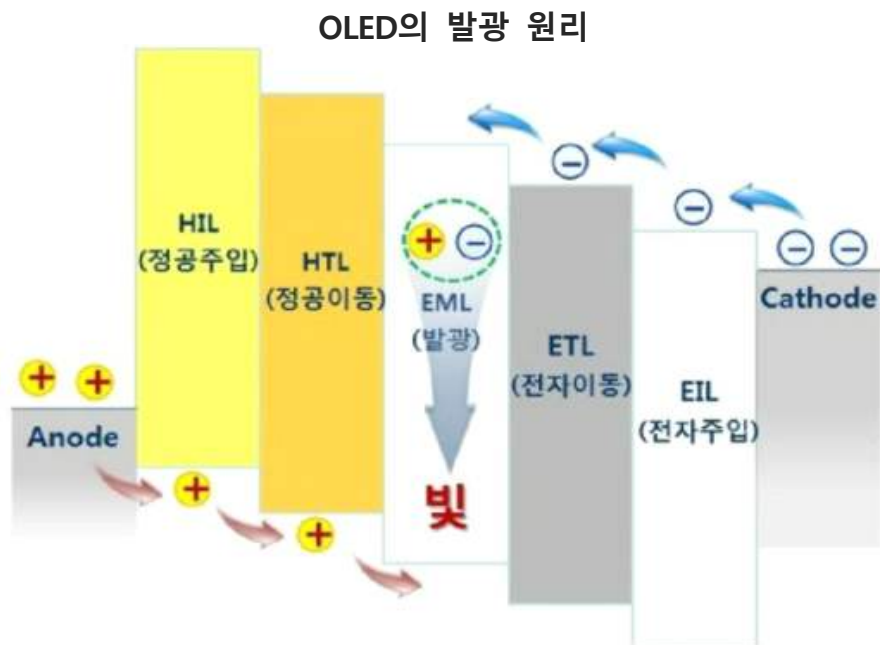 OLED의 발광 원리
HIL
(정공주입)
HTL
(정공이동)
EML
(발광)
빛
ETL
(전자이동)
EIL
(전자주입)
Cathode
Anode